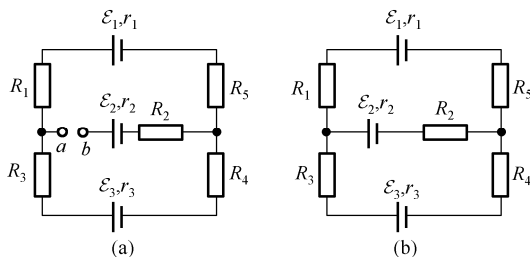 ℰ₁,r₁ ℰ₁,r₁
R₁ ℰ₂,r₂ R₂ R₅ R₁ ℰ₂,r₂ R₂ R₅
a b
R₃ ℰ₃,r₃ R₄ R₃ ℰ₃,r₃ R₄
(a) (b)